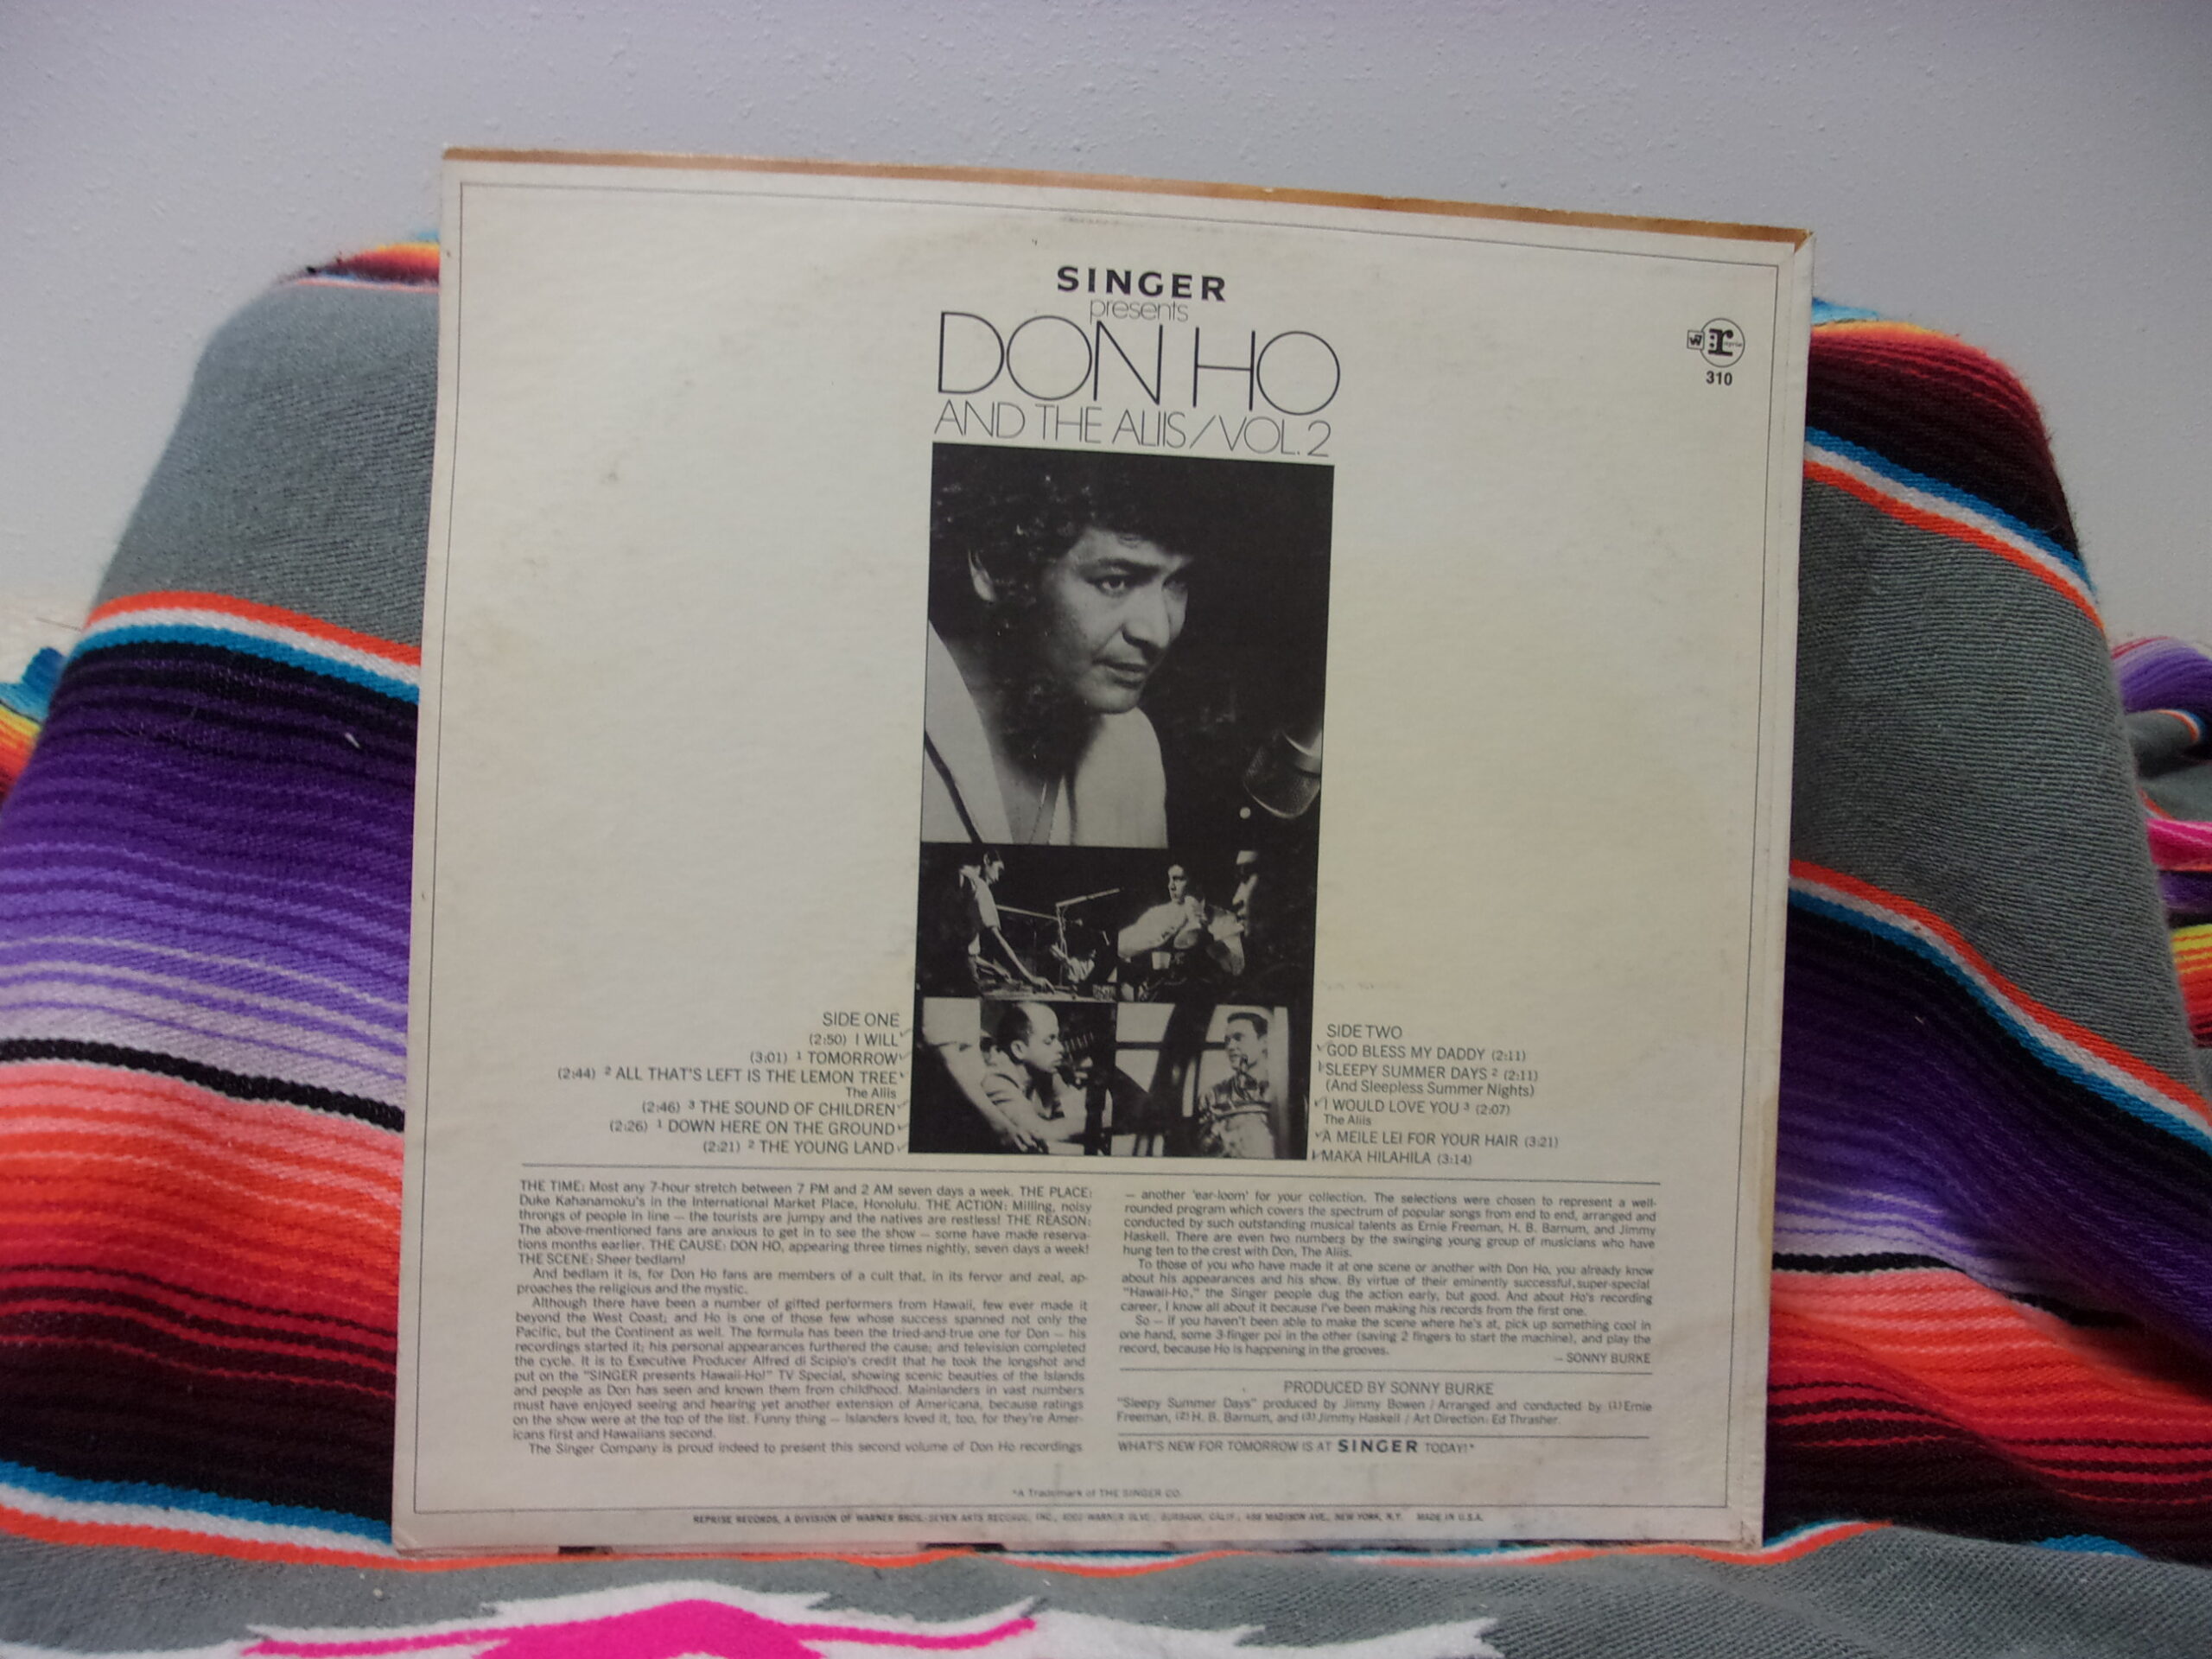 SINGER
presents
DON HO
AND THE ALIIS/VOL. 2
r:
310
SIDE ONE
(2:50) I WILL
(3:01) 1 TOMORROW
(2:44) 2 ALL THAT'S LEFT IS THE LEMON TREE
The Aliis
(2:46) 3 THE SOUND OF CHILDREN
(2:26) 1 DOWN HERE ON THE GROUND
(2:21) 2 THE YOUNG LAND
SIDE TWO
GOD BLESS MY DADDY (2:11)
SLEEPY SUMMER DAYS 2 (2:11)
(And Sleepless Summer Nights)
I WOULD LOVE YOU 3 (2:07)
The Aliis
A MEILE LEI FOR YOUR HAIR (3:21)
MAKA HILAHILA (3:14)
THE TIME: Most any 7-hour stretch between 7 PM and 2 AM seven days a week. THE PLACE:
Duke Kahanamoku's in the International Market Place, Honolulu. THE ACTION: Milling, noisy
throngs of people in line — the tourists are jumpy and the natives are restless! THE REASON:
The above-mentioned fans are anxious to get in to see the show — some have made reserva-
tions months earlier. THE CAUSE: DON HO, appearing three times nightly, seven days a week!
THE SCENE: Sheer bedlam!
And bedlam it is, for Don Ho fans are members of a cult that, in its fervor and zeal, ap-
proaches the religious and the mystic.
Although there have been a number of gifted performers from Hawaii, few ever made it
beyond the West Coast; and Ho is one of those few whose success spanned not only the
Pacific, but the Continent as well. The formula has been the tried-and-true one for Don — his
recordings started it; his personal appearances furthered the cause; and television completed
the cycle. It is to Executive Producer Alfred di Scipio's credit that he took the longshot and
put on the "SINGER presents Hawaii-Ho!" TV Special, showing scenic beauties of the Islands
and people as Don has seen and known them from childhood. Mainlanders in vast numbers
must have enjoyed seeing and hearing yet another extension of Americana, because ratings
on the show were at the top of the list. Funny thing — Islanders loved it, too, for they're Amer-
icans first and Hawaiians second.
The Singer Company is proud indeed to present this second volume of Don Ho recordings
— another 'ear-loom' for your collection. The selections were chosen to represent a well-
rounded program which covers the spectrum of popular songs from end to end, arranged and
conducted by such outstanding musical talents as Ernie Freeman, H. B. Barnum, and Jimmy
Haskell. There are even two numbers by the swinging young group of musicians who have
hung ten to the crest with Don, The Aliis.
To those of you who have made it at one scene or another with Don Ho, you already know
about his appearances and his show. By virtue of their eminently successful, super-special
"Hawaii-Ho," the Singer people dug the action early, but good. And about Ho's recording
career, I know all about it because I've been making his records from the first one.
So — if you haven't been able to make the scene where he's at, pick up something cool in
one hand, some 3-finger poi in the other (saving 2 fingers to start the machine), and play the
record, because Ho is happening in the grooves.
— SONNY BURKE
PRODUCED BY SONNY BURKE
"Sleepy Summer Days" produced by Jimmy Bowen / Arranged and conducted by (1) Ernie
Freeman, (2) H. B. Barnum, and (3) Jimmy Haskell / Art Direction: Ed Thrasher.
WHAT'S NEW FOR TOMORROW IS AT SINGER TODAY!*
*A Trademark of THE SINGER CO.
REPRISE RECORDS, A DIVISION OF WARNER BROS.-SEVEN ARTS RECORDS, INC., 4000 WARNER BLVD., BURBANK, CALIF., 488 MADISON AVE., NEW YORK, N.Y. MADE IN U.S.A.